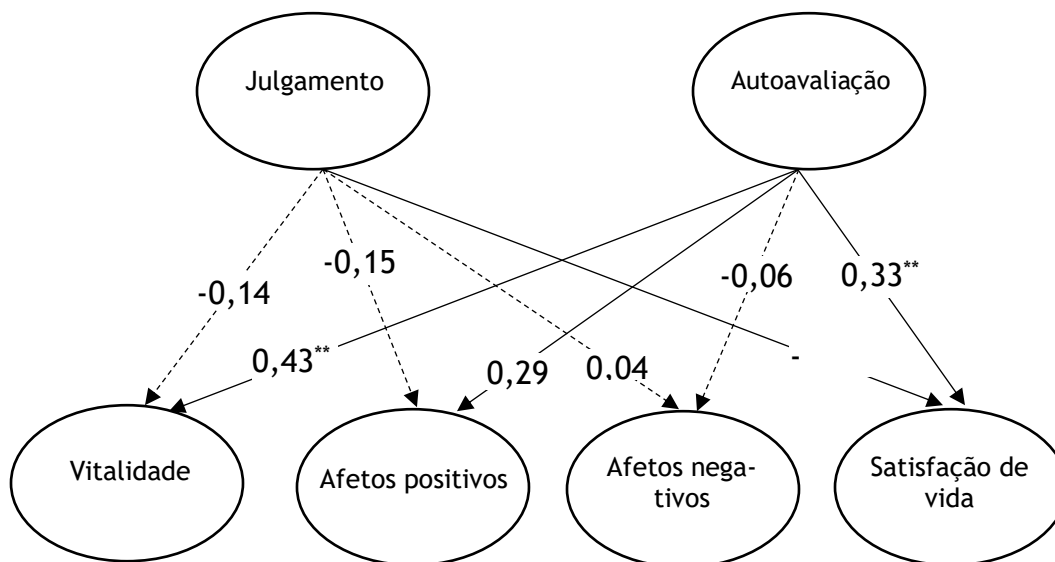 Julgamento
Autoavaliação
-0,14
-0,15
-0,06
0,33**
0,43**
0,29
0,04
-
Vitalidade
Afetos positivos
Afetos nega-
tivos
Satisfação de
vida